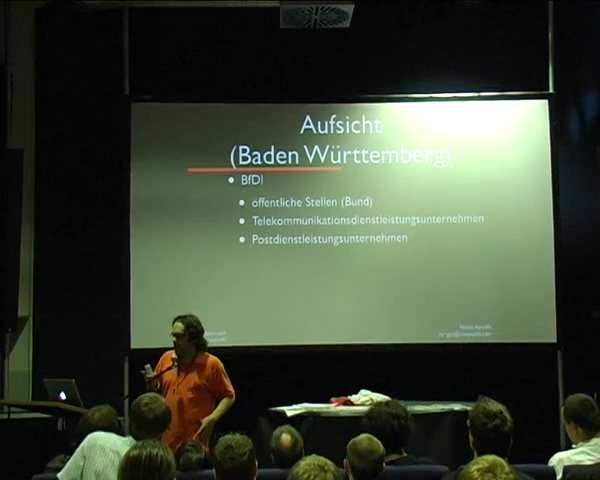 Aufsicht
(Baden Württemberg)
• BfDI
• öffentliche Stellen (Bund)
• Telekommunikationsdienstleistungsunternehmen
• Postdienstleistungsunternehmen